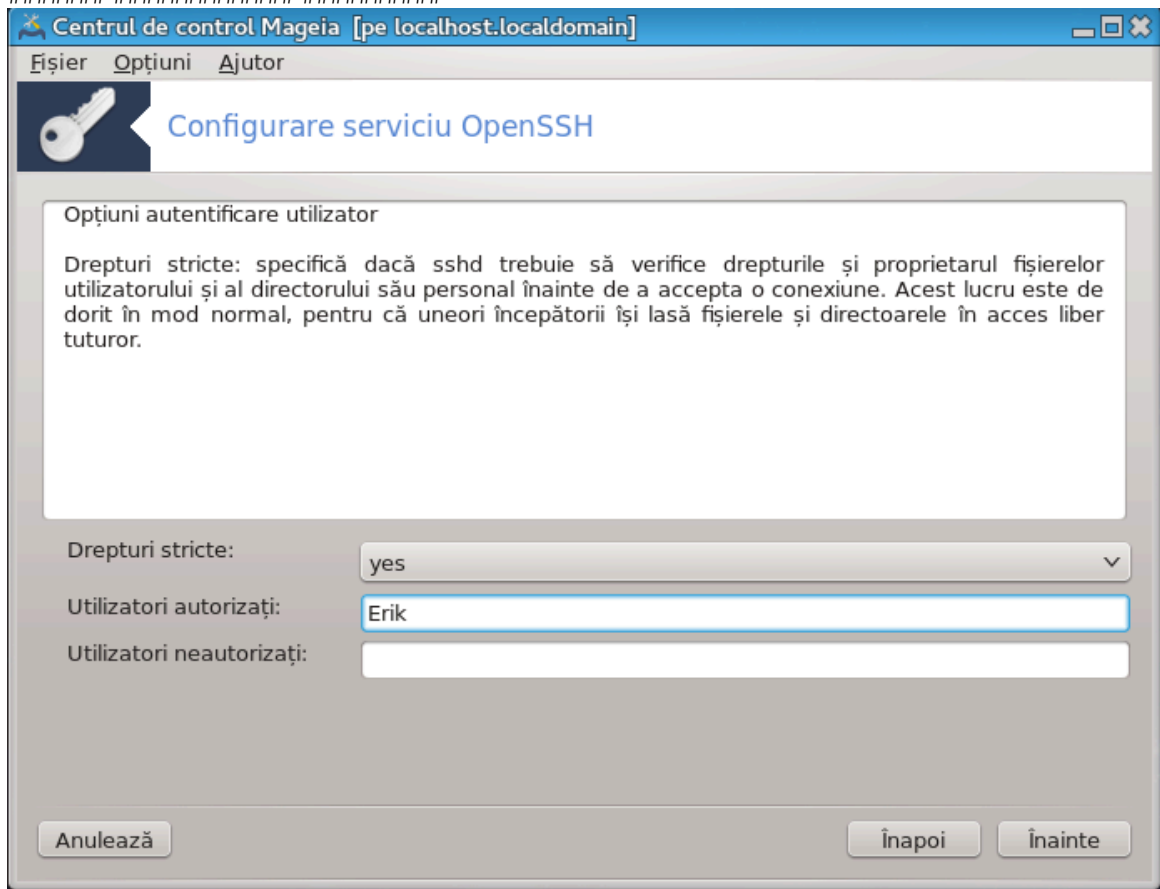 Centrul de control Mageia [pe localhost.localdomain]
Fișier Opțiuni Ajutor
Configurare serviciu OpenSSH
Opțiuni autentificare utilizator
Drepturi stricte: specifică dacă sshd trebuie să verifice drepturile și proprietarul fișierelor
utilizatorului și al directorului său personal înainte de a accepta o conexiune. Acest lucru este de
dorit în mod normal, pentru că uneori începătorii își lasă fișierele și directoarele în acces liber
tuturor.
Drepturi stricte: yes
Utilizatori autorizați: Erik
Utilizatori neautorizați:
Anulează Înapoi Înainte